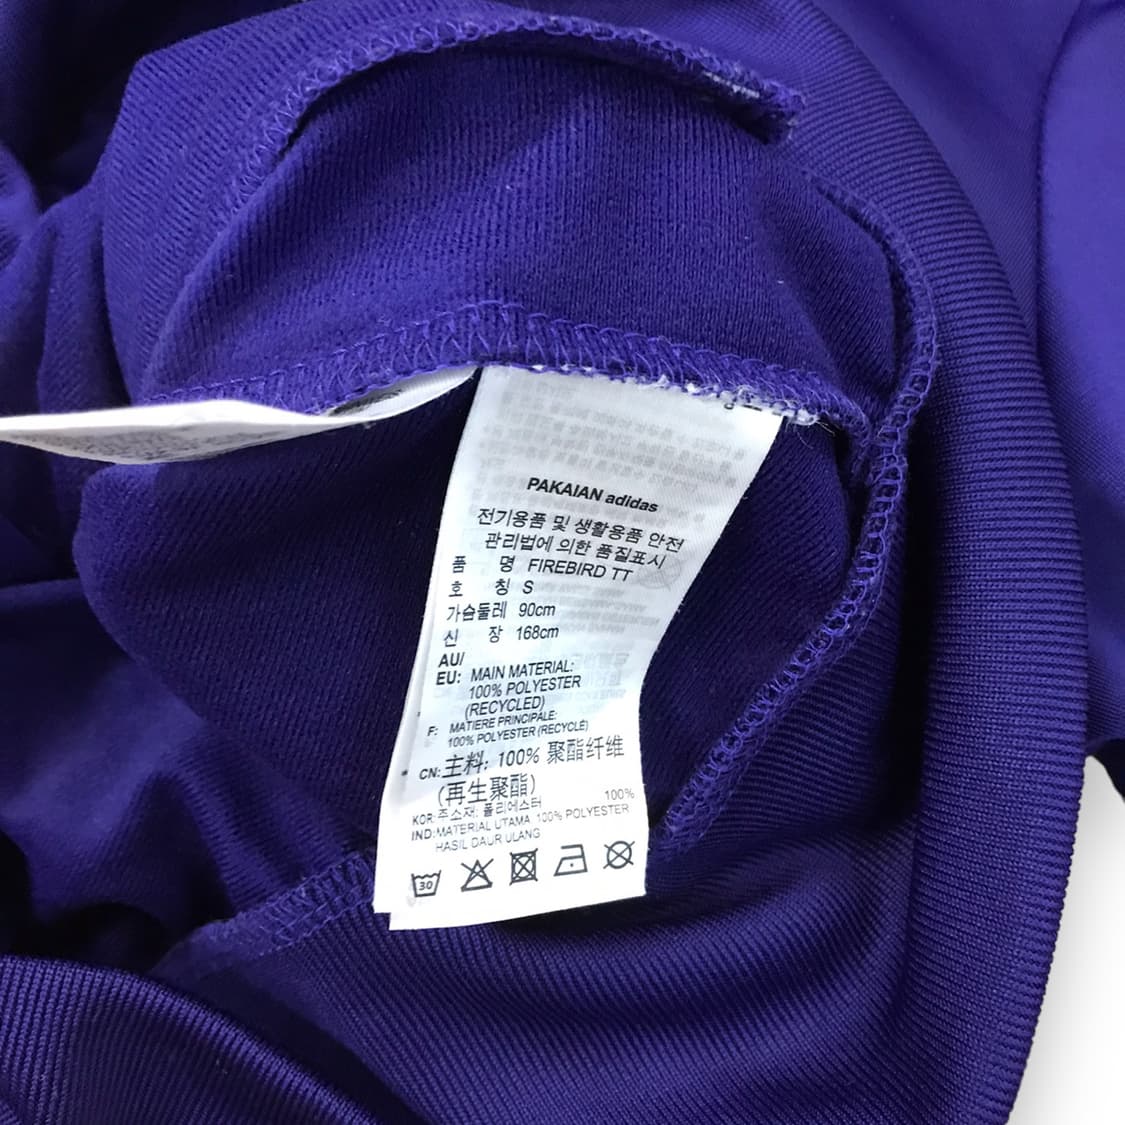 PAKAIAN adidas
전기용품 및 생활용품 안전
관리법에 의한 품질표시
품 명 FIREBIRD TT
호 칭 S
가슴둘레 90cm
신 장 168cm
AU/
EU: MAIN MATERIAL:
100% POLYESTER
(RECYCLED)
F: MATIERE PRINCIPALE:
100% POLYESTER (RECYCLÉ)
CN: 主料: 100% 聚酯纤维
(再生聚酯)
KOR: 주소재: 폴리에스터 100%
IND: MATERIAL UTAMA 100% POLYESTER
HASIL DAUR ULANG
30